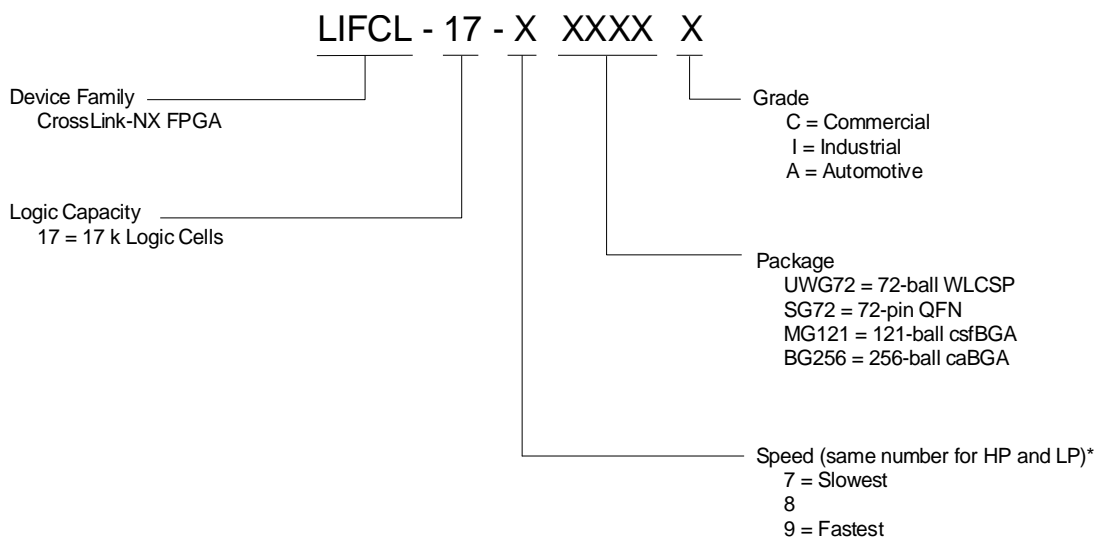 LIFCL - 17 - X XXXX X
Device Family
CrossLink-NX FPGA
Logic Capacity
17 = 17 k Logic Cells
Grade
C = Commercial
I = Industrial
A = Automotive
Package
UWG72 = 72-ball WLCSP
SG72 = 72-pin QFN
MG121 = 121-ball csfBGA
BG256 = 256-ball caBGA
Speed (same number for HP and LP)*
7 = Slowest
8
9 = Fastest